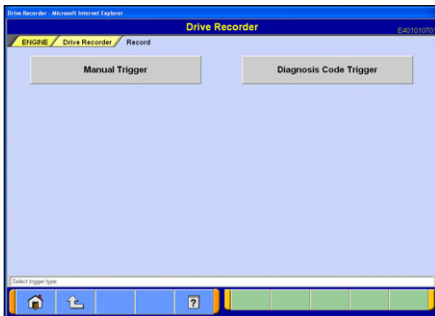 Drive Recorder - Microsoft Internet Explorer
Drive Recorder
E401010701
ENGINE Drive Recorder Record
Manual Trigger Diagnosis Code Trigger
Select trigger type.
?